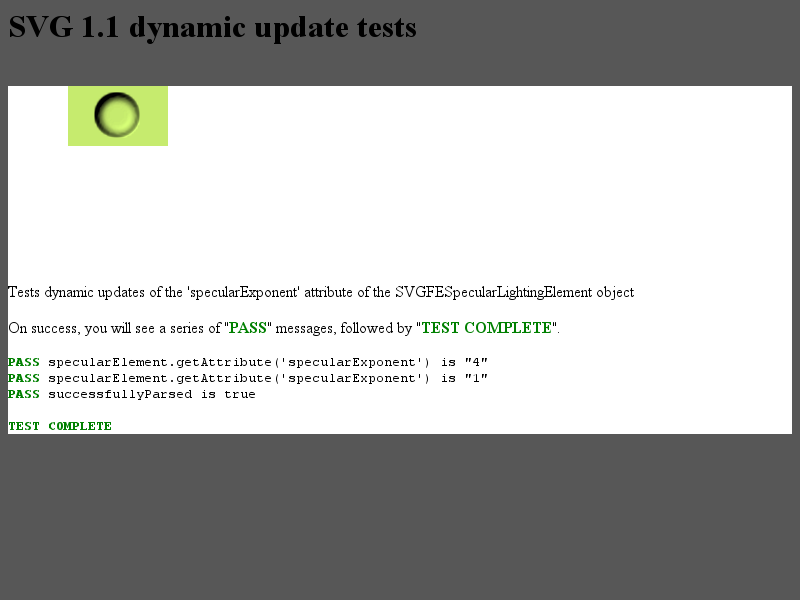 SVG 1.1 dynamic update tests
Tests dynamic updates of the 'specularExponent' attribute of the SVGFESpecularLightingElement object
On success, you will see a series of "PASS" messages, followed by "TEST COMPLETE".
PASS specularElement.getAttribute('specularExponent') is "4"
PASS specularElement.getAttribute('specularExponent') is "1"
PASS successfullyParsed is true
TEST COMPLETE